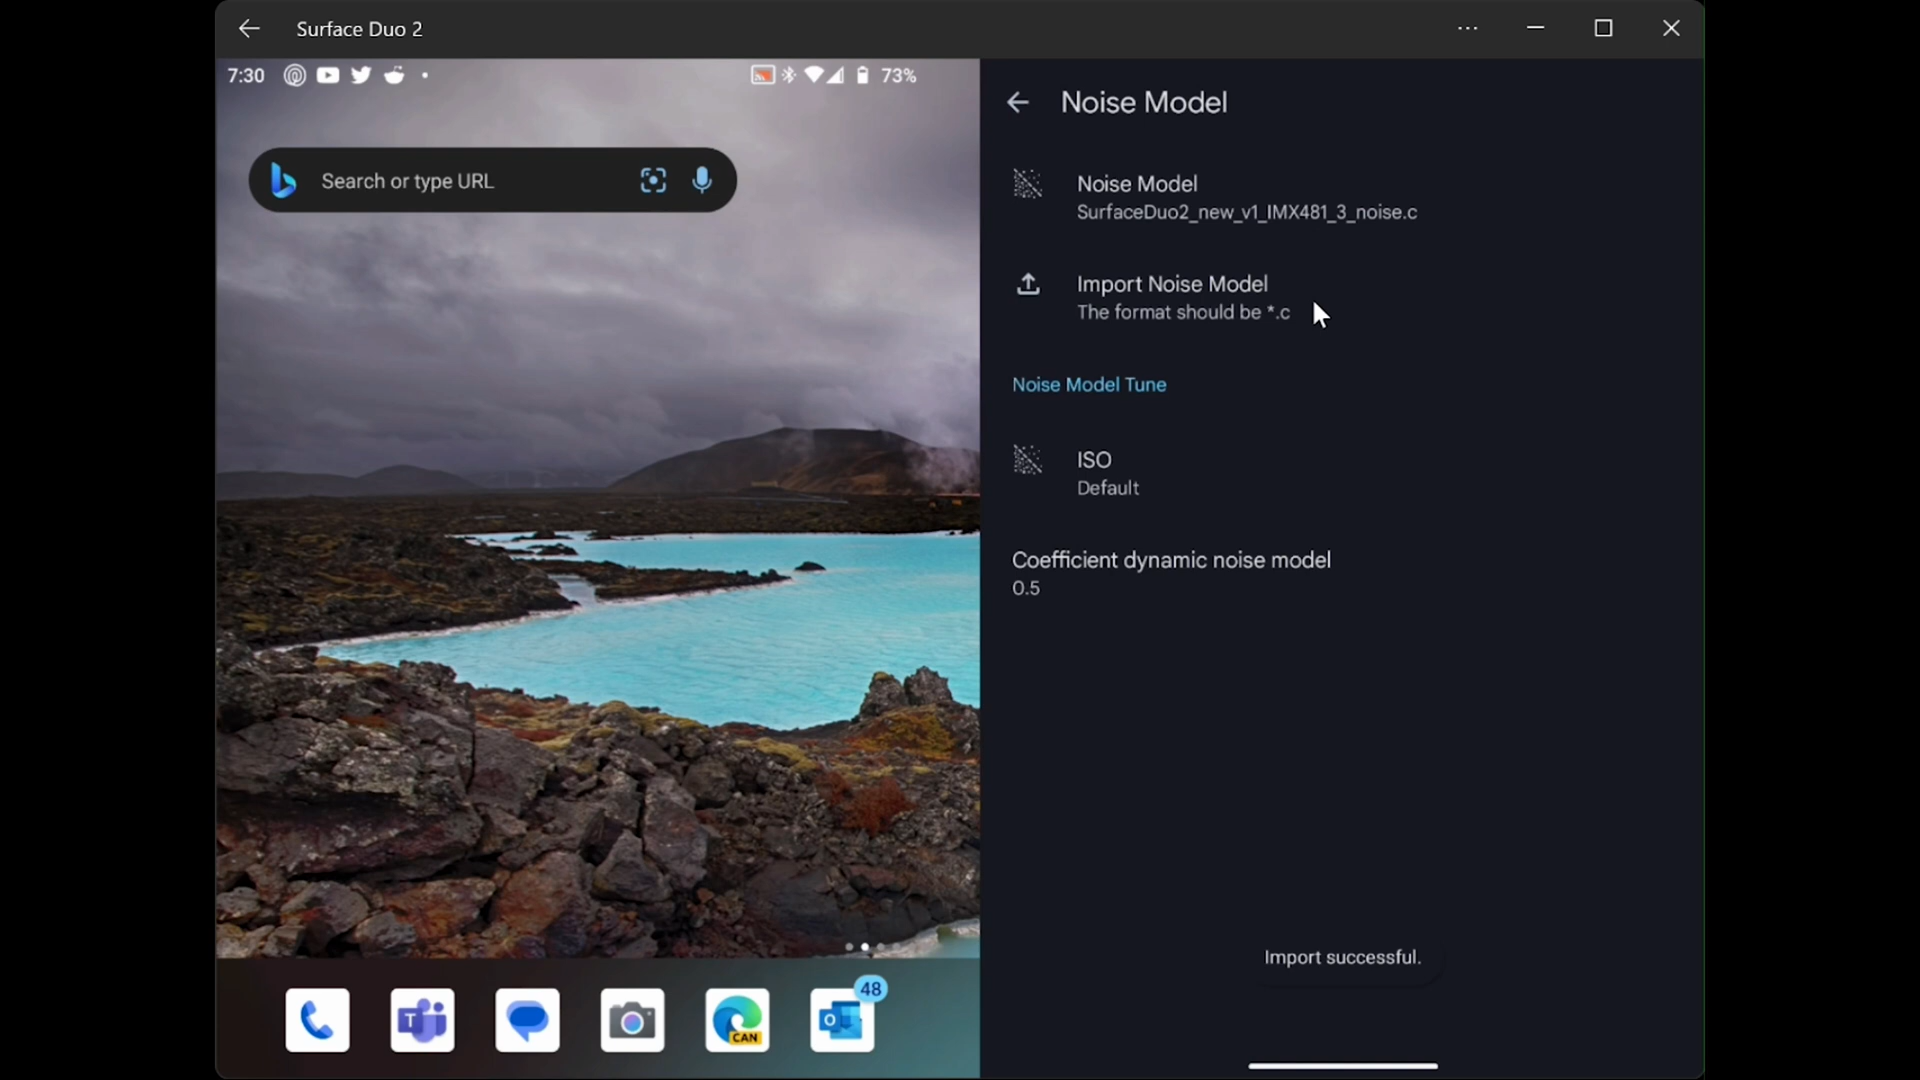 Surface Duo 2
7:30
73%
Search or type URL
48
T
CAN
O
Noise Model
Noise Model
SurfaceDuo2_new_v1_IMX481_3_noise.c
Import Noise Model
The format should be *.c
Noise Model Tune
ISO
Default
Coefficient dynamic noise model
0.5
Import successful.